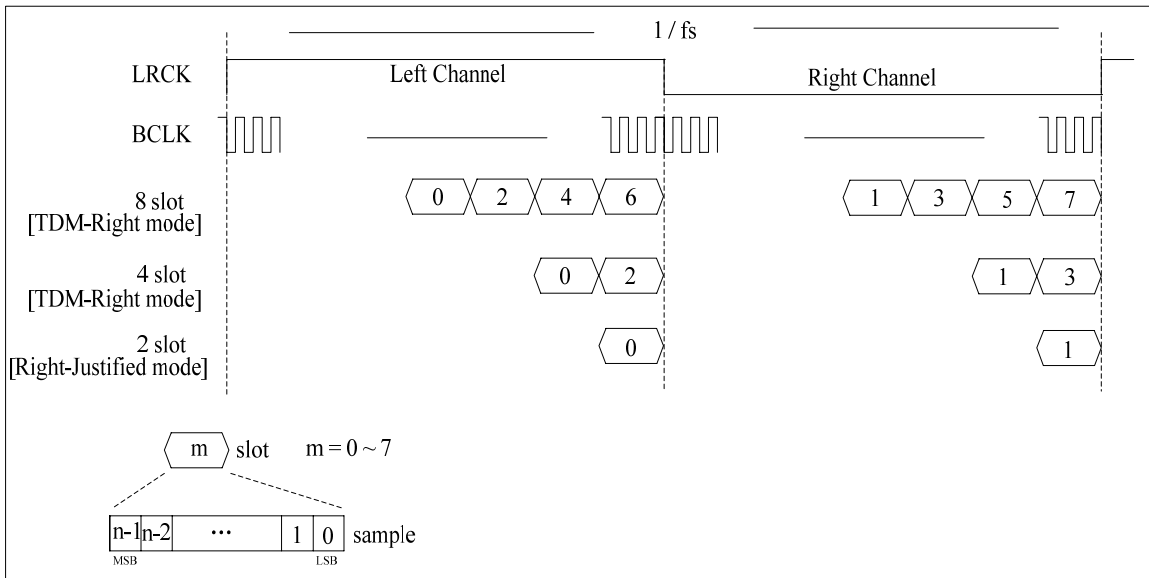 1 / fs
LRCK Left Channel Right Channel
BCLK
8 slot 0 2 4 6 1 3 5 7
[TDM-Right mode]
4 slot 0 2 1 3
[TDM-Right mode]
2 slot 0 1
[Right-Justified mode]
m slot m = 0 ~ 7
n-1 n-2 ... 1 0 sample
MSB LSB